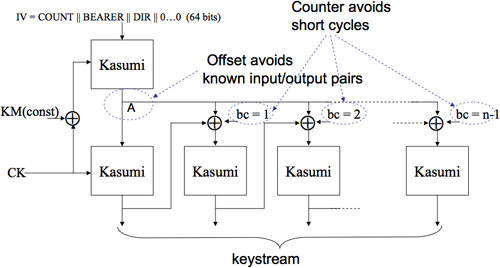 IV = COUNT || BEARER || DIR || 0…0 (64 bits)
Counter avoids
short cycles
Kasumi
Offset avoids
known input/output pairs
A
KM(const)
bc = 1
bc = 2
bc = n-1
CK
Kasumi
Kasumi
Kasumi
Kasumi
keystream